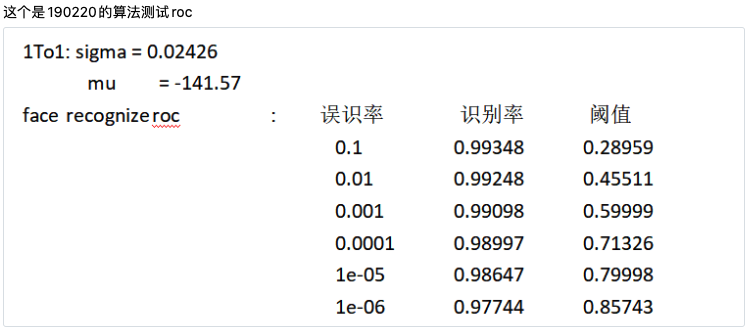 这个是190220的算法测试roc
1To1: sigma = 0.02426
mu = -141.57
face recognize roc : 误识率 识别率 阈值
0.1 0.99348 0.28959
0.01 0.99248 0.45511
0.001 0.99098 0.59999
0.0001 0.98997 0.71326
1e-05 0.98647 0.79998
1e-06 0.97744 0.85743